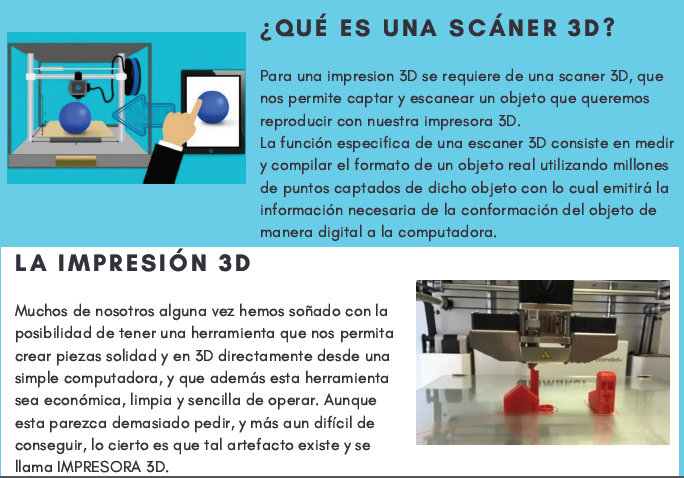 ¿QUÉ ES UNA SCÁNER 3D?
Para una impresion 3D se requiere de una scaner 3D, que
nos permite captar y escanear un objeto que queremos
reproducir con nuestra impresora 3D.
La función especifica de una escaner 3D consiste en medir
y compilar el formato de un objeto real utilizando millones
de puntos captados de dicho objeto con lo cual emitirá la
información necesaria de la conformación del objeto de
manera digital a la computadora.
LA IMPRESIÓN 3D
Muchos de nosotros alguna vez hemos soñado con la
posibilidad de tener una herramienta que nos permita
crear piezas solidad y en 3D directamente desde una
simple computadora, y que además esta herramienta
sea económica, limpia y sencilla de operar. Aunque
esta parezca demasiado pedir, y más aun difícil de
conseguir, lo cierto es que tal artefacto existe y se
llama IMPRESORA 3D.